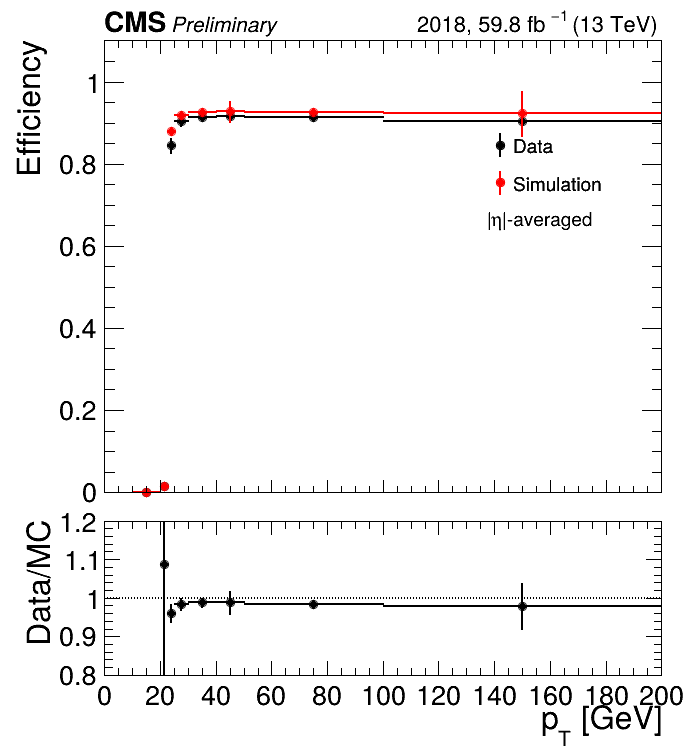 CMS Preliminary 2018, 59.8 fb⁻¹ (13 TeV)
Efficiency
1
0.8
0.6
0.4
0.2
0
Data
Simulation
|η|-averaged
Data/MC
1.2
1.1
1
0.9
0.8
0 20 40 60 80 100 120 140 160 180 200
p_T [GeV]